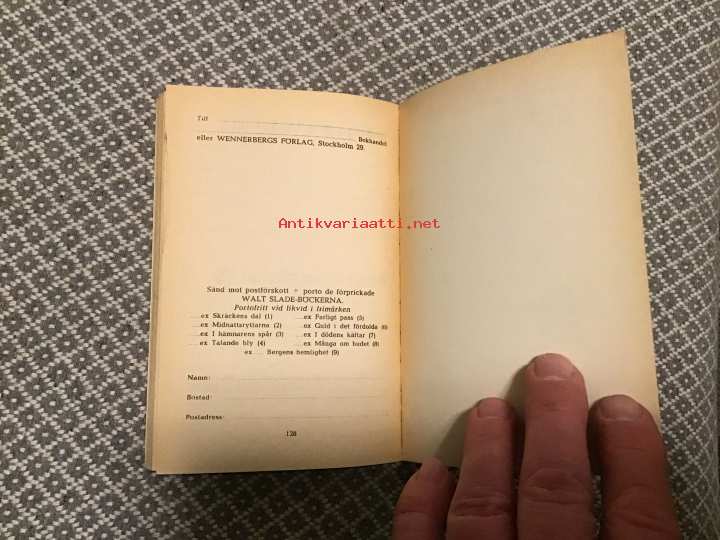 Till
Bokhandel
eller WENNERBERGS FÖRLAG, Stockholm 29.
Antikvariaatti.net
Sänd mot postförskott + porto de förprickade
WALT SLADE-BÖCKERNA.
Portofritt vid likvid i frimärken
.....ex Skräckens dal (1) .....ex Farligt pass (5)
.....ex Midnattsryttarna (2) .....ex Guld i det fördolda (6)
.....ex I hämnarens spår (3) .....ex I dödens käftar (7)
.....ex Talande bly (4) .....ex Många om budet (8)
ex ..... Bergens hemlighet (9)
Namn:
Bostad:
Postadress:
128